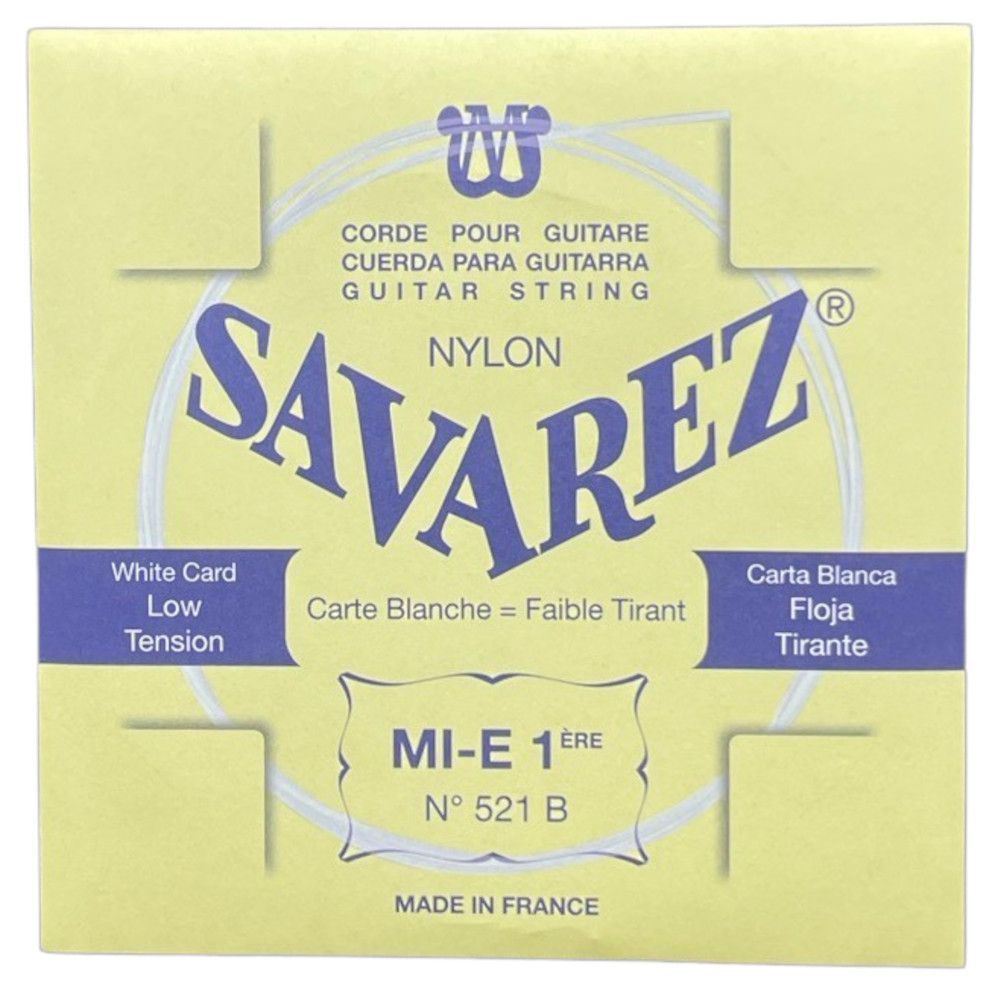 CORDE POUR GUITARE
CUERDA PARA GUITARRA
GUITAR STRING
NYLON
SAVAREZ®
White Card
Low
Tension
Carte Blanche = Faible Tirant
Carta Blanca
Floja
Tirante
MI-E 1ÈRE
N° 521 B
MADE IN FRANCE